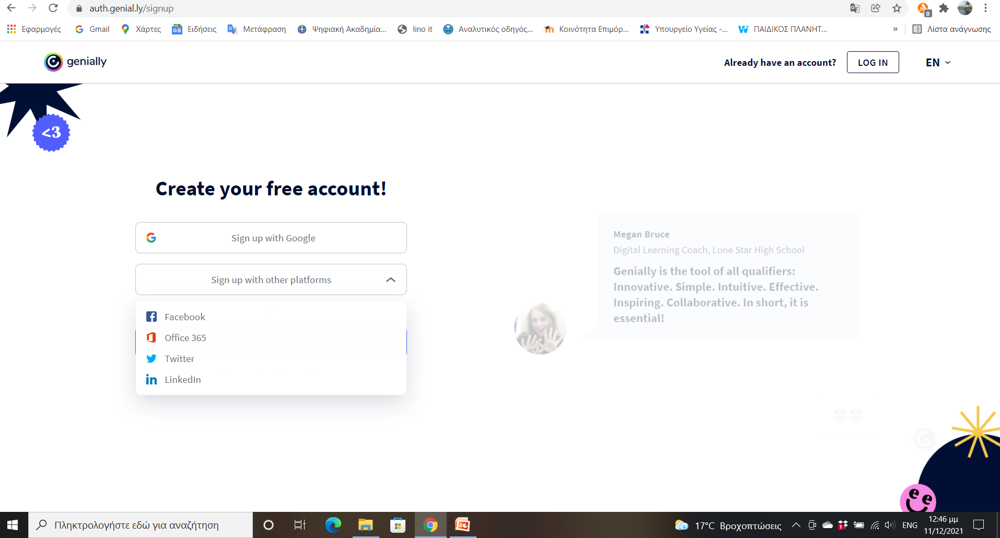 auth.genial.ly/signup
0
Εφαρμογές
Gmail
Χάρτες
Ειδήσεις
Μετάφραση
Ψηφιακή Ακαδημία...
lino it
Αναλυτικός οδηγός...
Κοινότητα Επιμόρ...
Υπουργείο Υγείας -...
ΠΑΙΔΙΚΟΣ ΠΛΑΝΗΤ...
»
Λίστα ανάγνωσης
genially
Already have an account?
LOG IN
EN
<3
Create your free account!
Sign up with Google
Sign up with other platforms
Facebook
Office 365
Twitter
LinkedIn
Megan Bruce
Digital Learning Coach, Lone Star High School
Genially is the tool of all qualifiers:
Innovative. Simple. Intuitive. Effective.
Inspiring. Collaborative. In short, it is
essential!
Πληκτρολογήστε εδώ για αναζήτηση
17°C Βροχοπτώσεις
1
ENG
12:46 μμ
11/12/2021